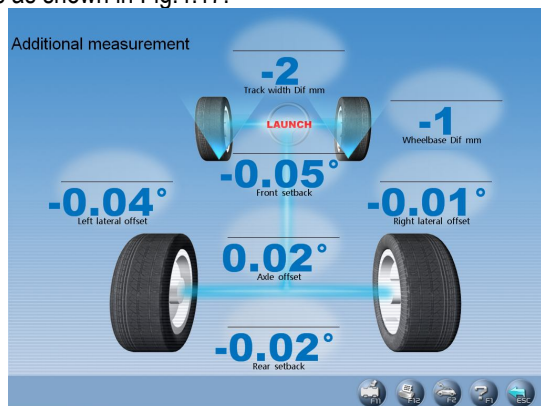 as shown in Fig.4.17.
Additional measurement
-2
Track width Dif mm
LAUNCH
-1
Wheelbase Dif mm
-0.05°
Front setback
-0.04°
Left lateral offset
-0.01°
Right lateral offset
0.02°
Axle offset
-0.02°
Rear setback
F11
F12
F2
F1
ESC